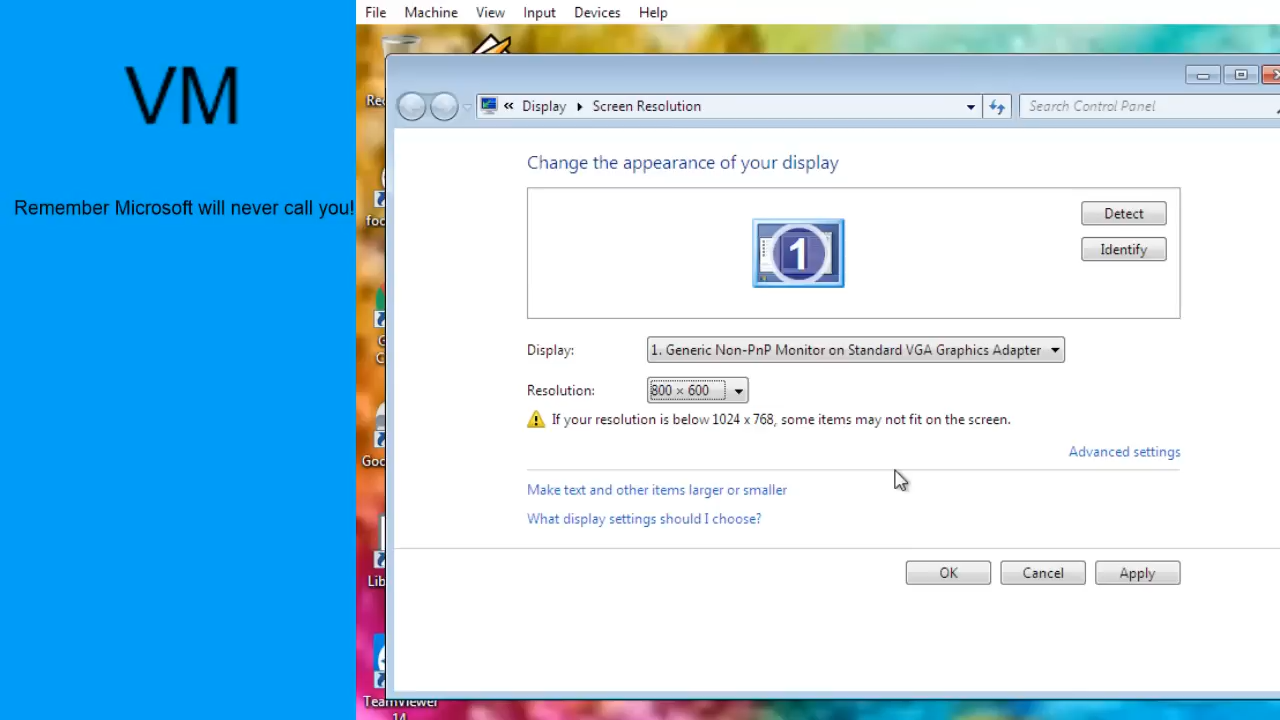 File Machine View Input Devices Help
VM
Remember Microsoft will never call you!
« Display Screen Resolution
Search Control Panel
Change the appearance of your display
1
Detect
Identify
Display:
1. Generic Non-PnP Monitor on Standard VGA Graphics Adapter
Resolution:
800 × 600
If your resolution is below 1024 x 768, some items may not fit on the screen.
Advanced settings
Make text and other items larger or smaller
What display settings should I choose?
OK
Cancel
Apply
TeamViewer
14